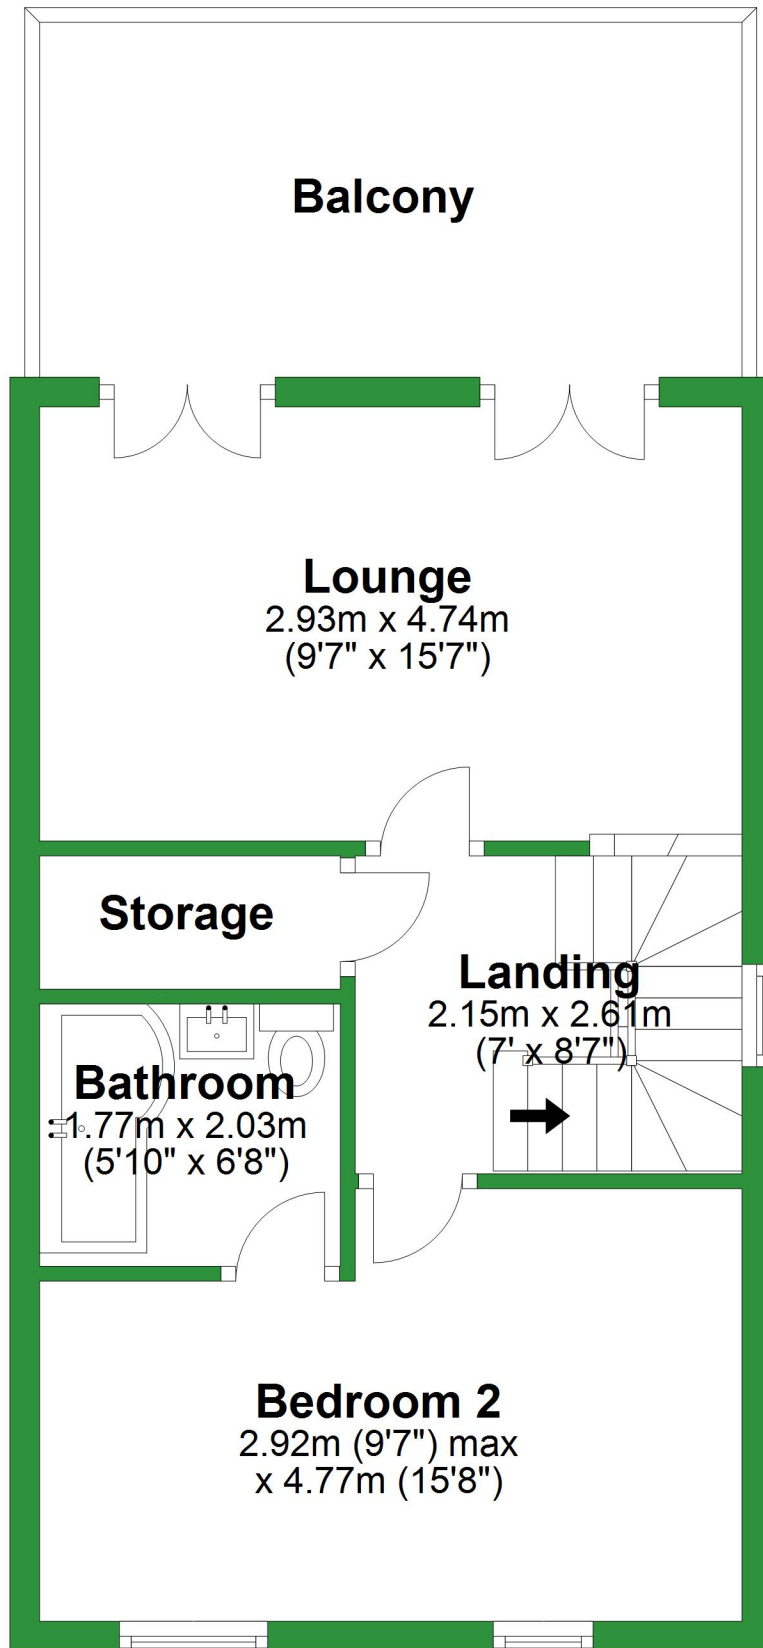 Balcony
Lounge
2.93m x 4.74m
(9'7" x 15'7")
Storage
Landing
2.15m x 2.61m
(7' x 8'7")
Bathroom
1.77m x 2.03m
(5'10" x 6'8")
Bedroom 2
2.92m (9'7") max
x 4.77m (15'8")